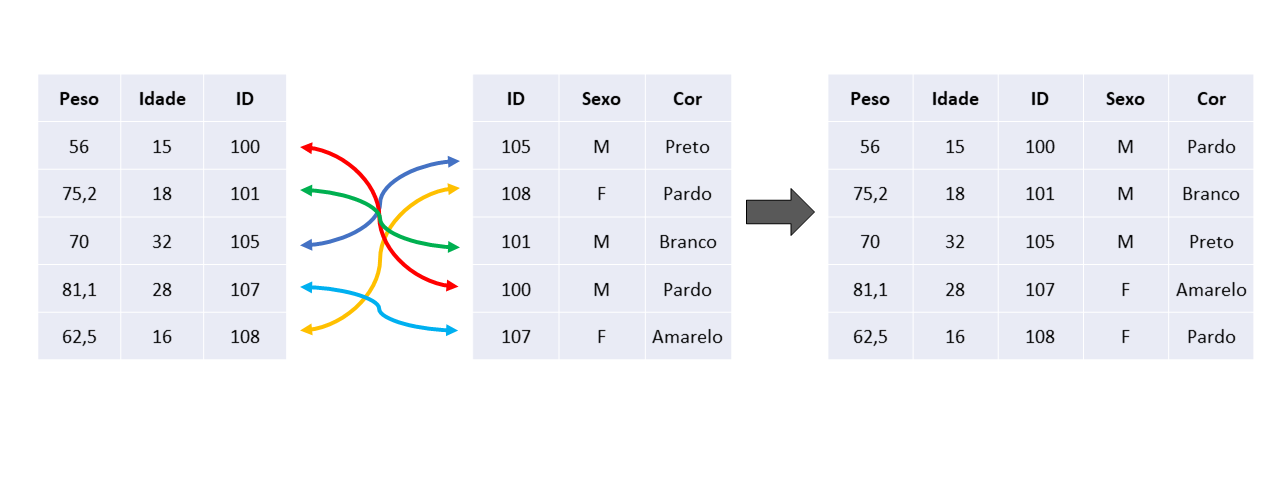 Peso Idade ID
56 15 100
75,2 18 101
70 32 105
81,1 28 107
62,5 16 108
ID Sexo Cor
105 M Preto
108 F Pardo
101 M Branco
100 M Pardo
107 F Amarelo
Peso Idade ID Sexo Cor
56 15 100 M Pardo
75,2 18 101 M Branco
70 32 105 M Preto
81,1 28 107 F Amarelo
62,5 16 108 F Pardo